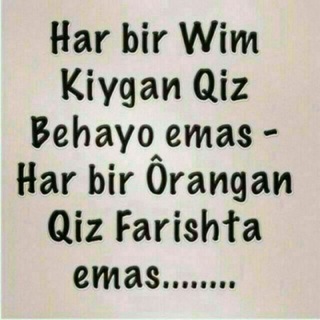 Har bir Wim
Kiygan Qiz
Behayo emas -
Har bir Ôrangan
Qiz Farishta
emas........